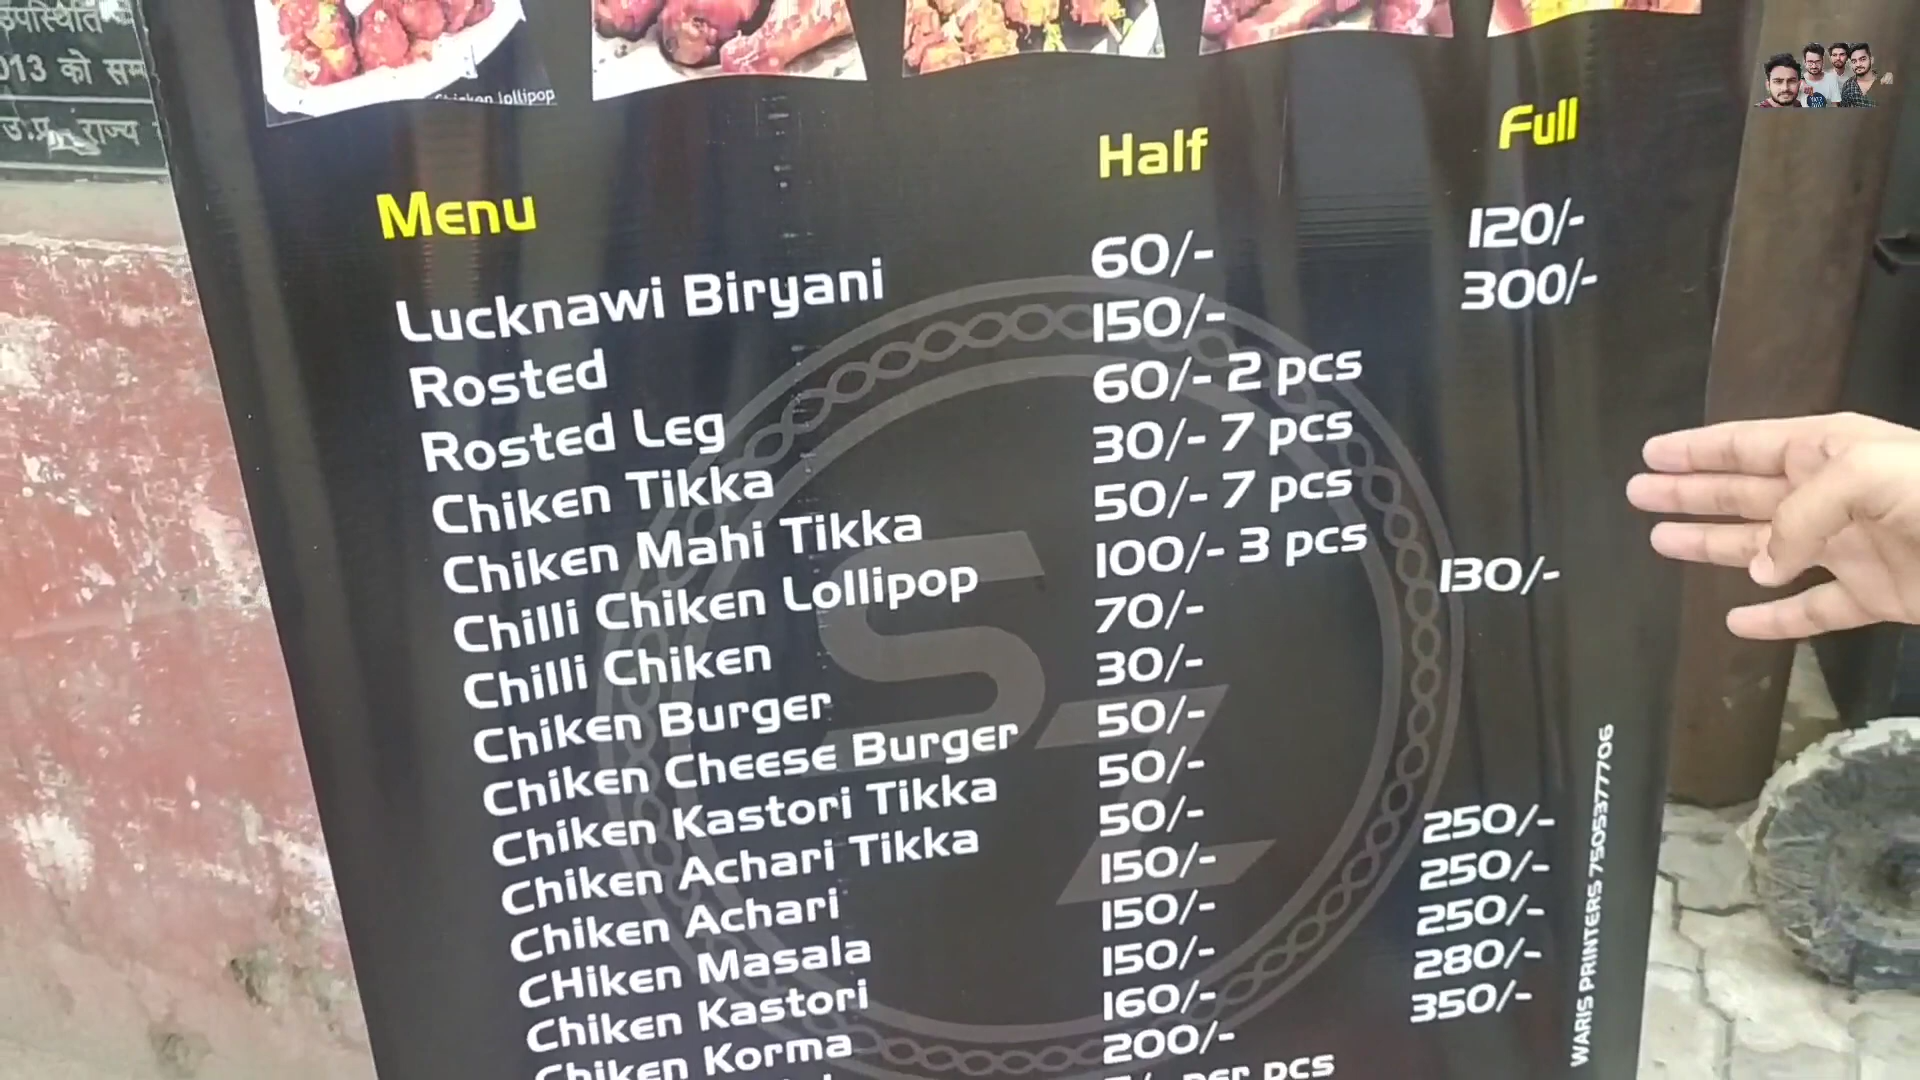 उपस्थिति
013 को सम
उ.प्र. राज्य
Chicken lollipop
Menu Half Full
Lucknawi Biryani 60/- 120/-
Rosted 150/- 300/-
Rosted Leg 60/- 2 pcs
Chiken Tikka 30/- 7 pcs
Chiken Mahi Tikka 50/- 7 pcs
Chilli Chiken Lollipop 100/- 3 pcs
Chilli Chiken 70/- 130/-
Chiken Burger 30/-
Chiken Cheese Burger 50/-
Chiken Kastori Tikka 50/-
Chiken Achari Tikka 50/-
Chiken Achari 150/- 250/-
CHiken Masala 150/- 250/-
Chiken Kastori 150/- 250/-
Chiken Korma 160/- 280/-
200/- 350/-
per pcs
SZ
WARIS PRINTERS 7505377706